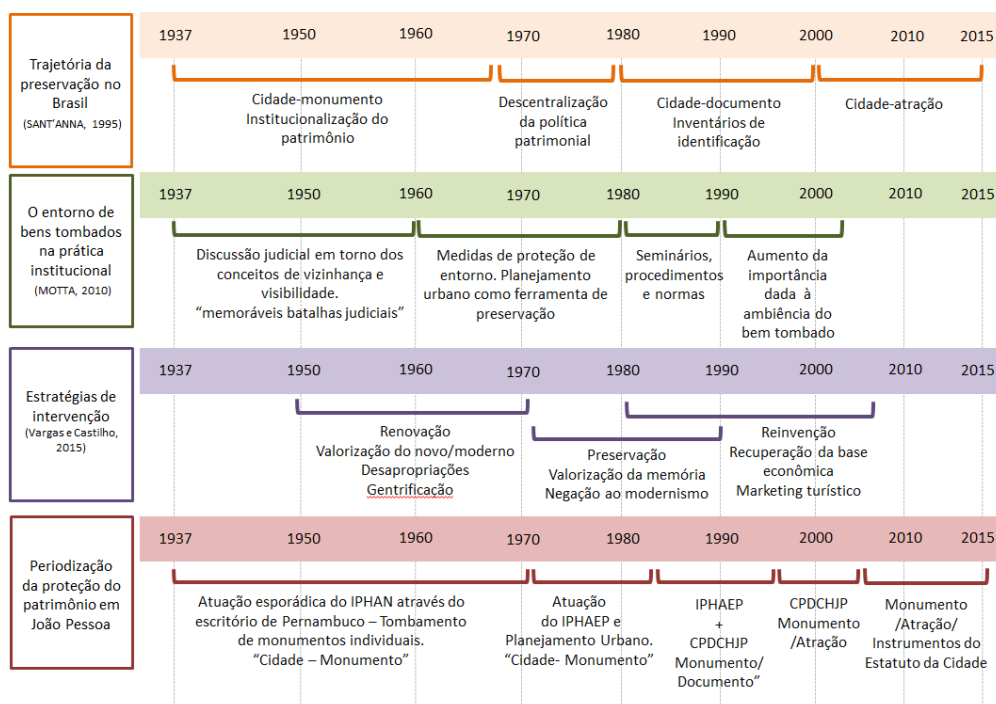 Trajetória da
preservação no
Brasil
(SANT’ANNA, 1995)
1937 1950 1960 1970 1980 1990 2000 2010 2015
Cidade-monumento
Institucionalização do
patrimônio
Descentralização
da política
patrimonial
Cidade-documento
Inventários de
identificação
Cidade-atração
O entorno de
bens tombados
na prática
institucional
(MOTTA, 2010)
1937 1950 1960 1970 1980 1990 2000 2010 2015
Discussão judicial em torno dos
conceitos de vizinhança e
visibilidade.
“memoráveis batalhas judiciais”
Medidas de proteção de
entorno. Planejamento
urbano como ferramenta de
preservação
Seminários,
procedimentos
e normas
Aumento da
importância
dada à
ambiência do
bem tombado
Estratégias de
intervenção
(Vargas e Castilho,
2015)
1937 1950 1960 1970 1980 1990 2000 2010 2015
Renovação
Valorização do novo/moderno
Desapropriações
Gentrificação
Preservação
Valorização da memória
Negação ao modernismo
Reinvenção
Recuperação da base
econômica
Marketing turístico
Periodização
da proteção do
patrimônio em
João Pessoa
1937 1950 1960 1970 1980 1990 2000 2010 2015
Atuação esporádica do IPHAN através do
escritório de Pernambuco – Tombamento
de monumentos individuais.
“Cidade – Monumento”
Atuação
do IPHAEP e
Planejamento Urbano.
“Cidade- Monumento”
IPHAEP
+
CPDCHJP
Monumento/
Documento”
CPDCHJP
Monumento
/Atração
Monumento
/Atração/
Instrumentos do
Estatuto da Cidade